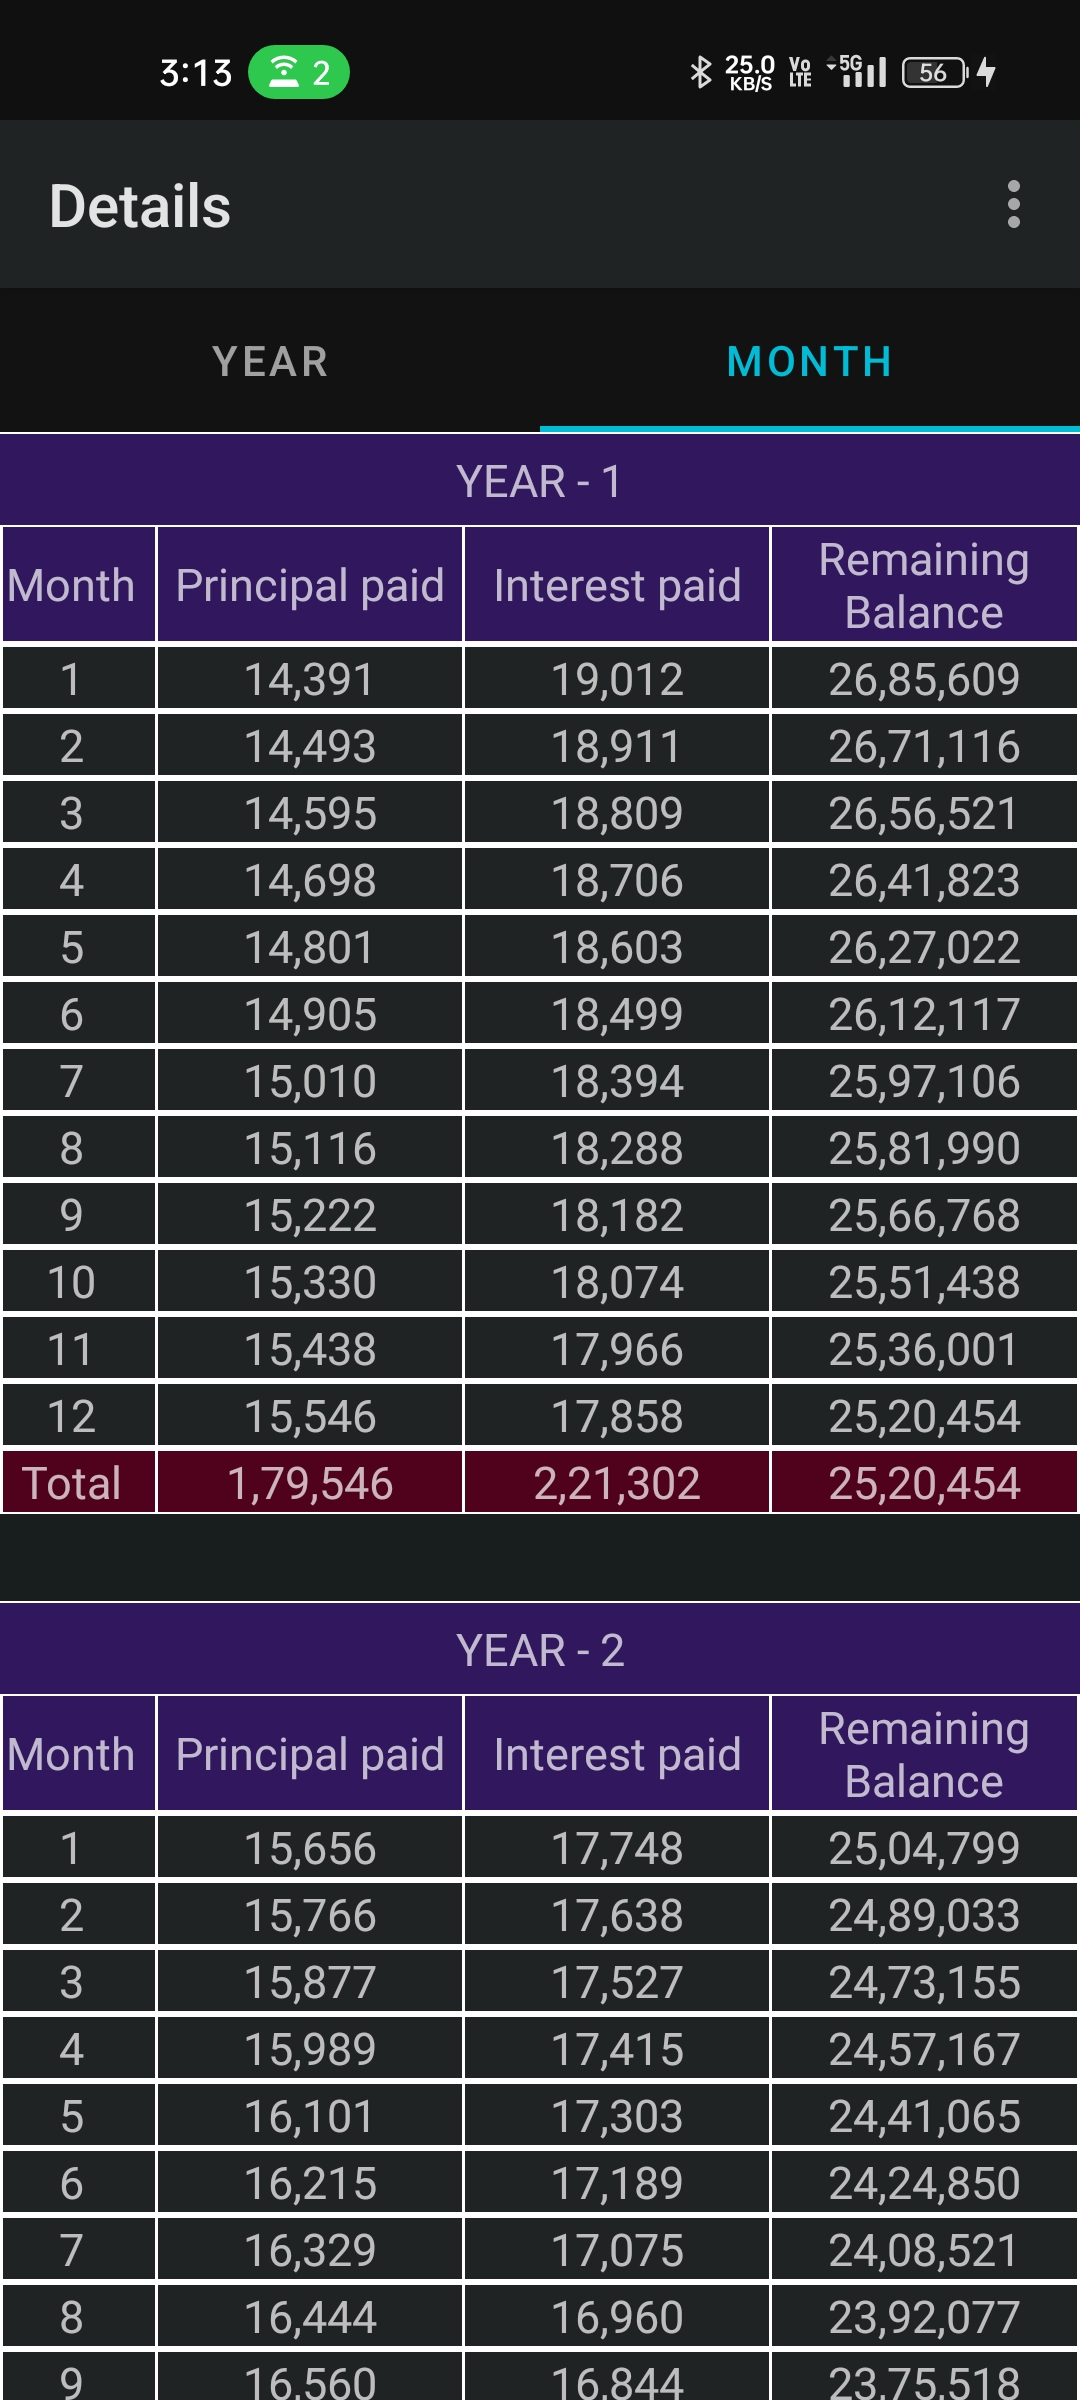 3:13 2 25.0 KB/S Vo LTE 5G 56
Details
YEAR MONTH
YEAR - 1
Month Principal paid Interest paid Remaining Balance
1 14,391 19,012 26,85,609
2 14,493 18,911 26,71,116
3 14,595 18,809 26,56,521
4 14,698 18,706 26,41,823
5 14,801 18,603 26,27,022
6 14,905 18,499 26,12,117
7 15,010 18,394 25,97,106
8 15,116 18,288 25,81,990
9 15,222 18,182 25,66,768
10 15,330 18,074 25,51,438
11 15,438 17,966 25,36,001
12 15,546 17,858 25,20,454
Total 1,79,546 2,21,302 25,20,454
YEAR - 2
Month Principal paid Interest paid Remaining Balance
1 15,656 17,748 25,04,799
2 15,766 17,638 24,89,033
3 15,877 17,527 24,73,155
4 15,989 17,415 24,57,167
5 16,101 17,303 24,41,065
6 16,215 17,189 24,24,850
7 16,329 17,075 24,08,521
8 16,444 16,960 23,92,077
9 16,560 16,844 23,75,518